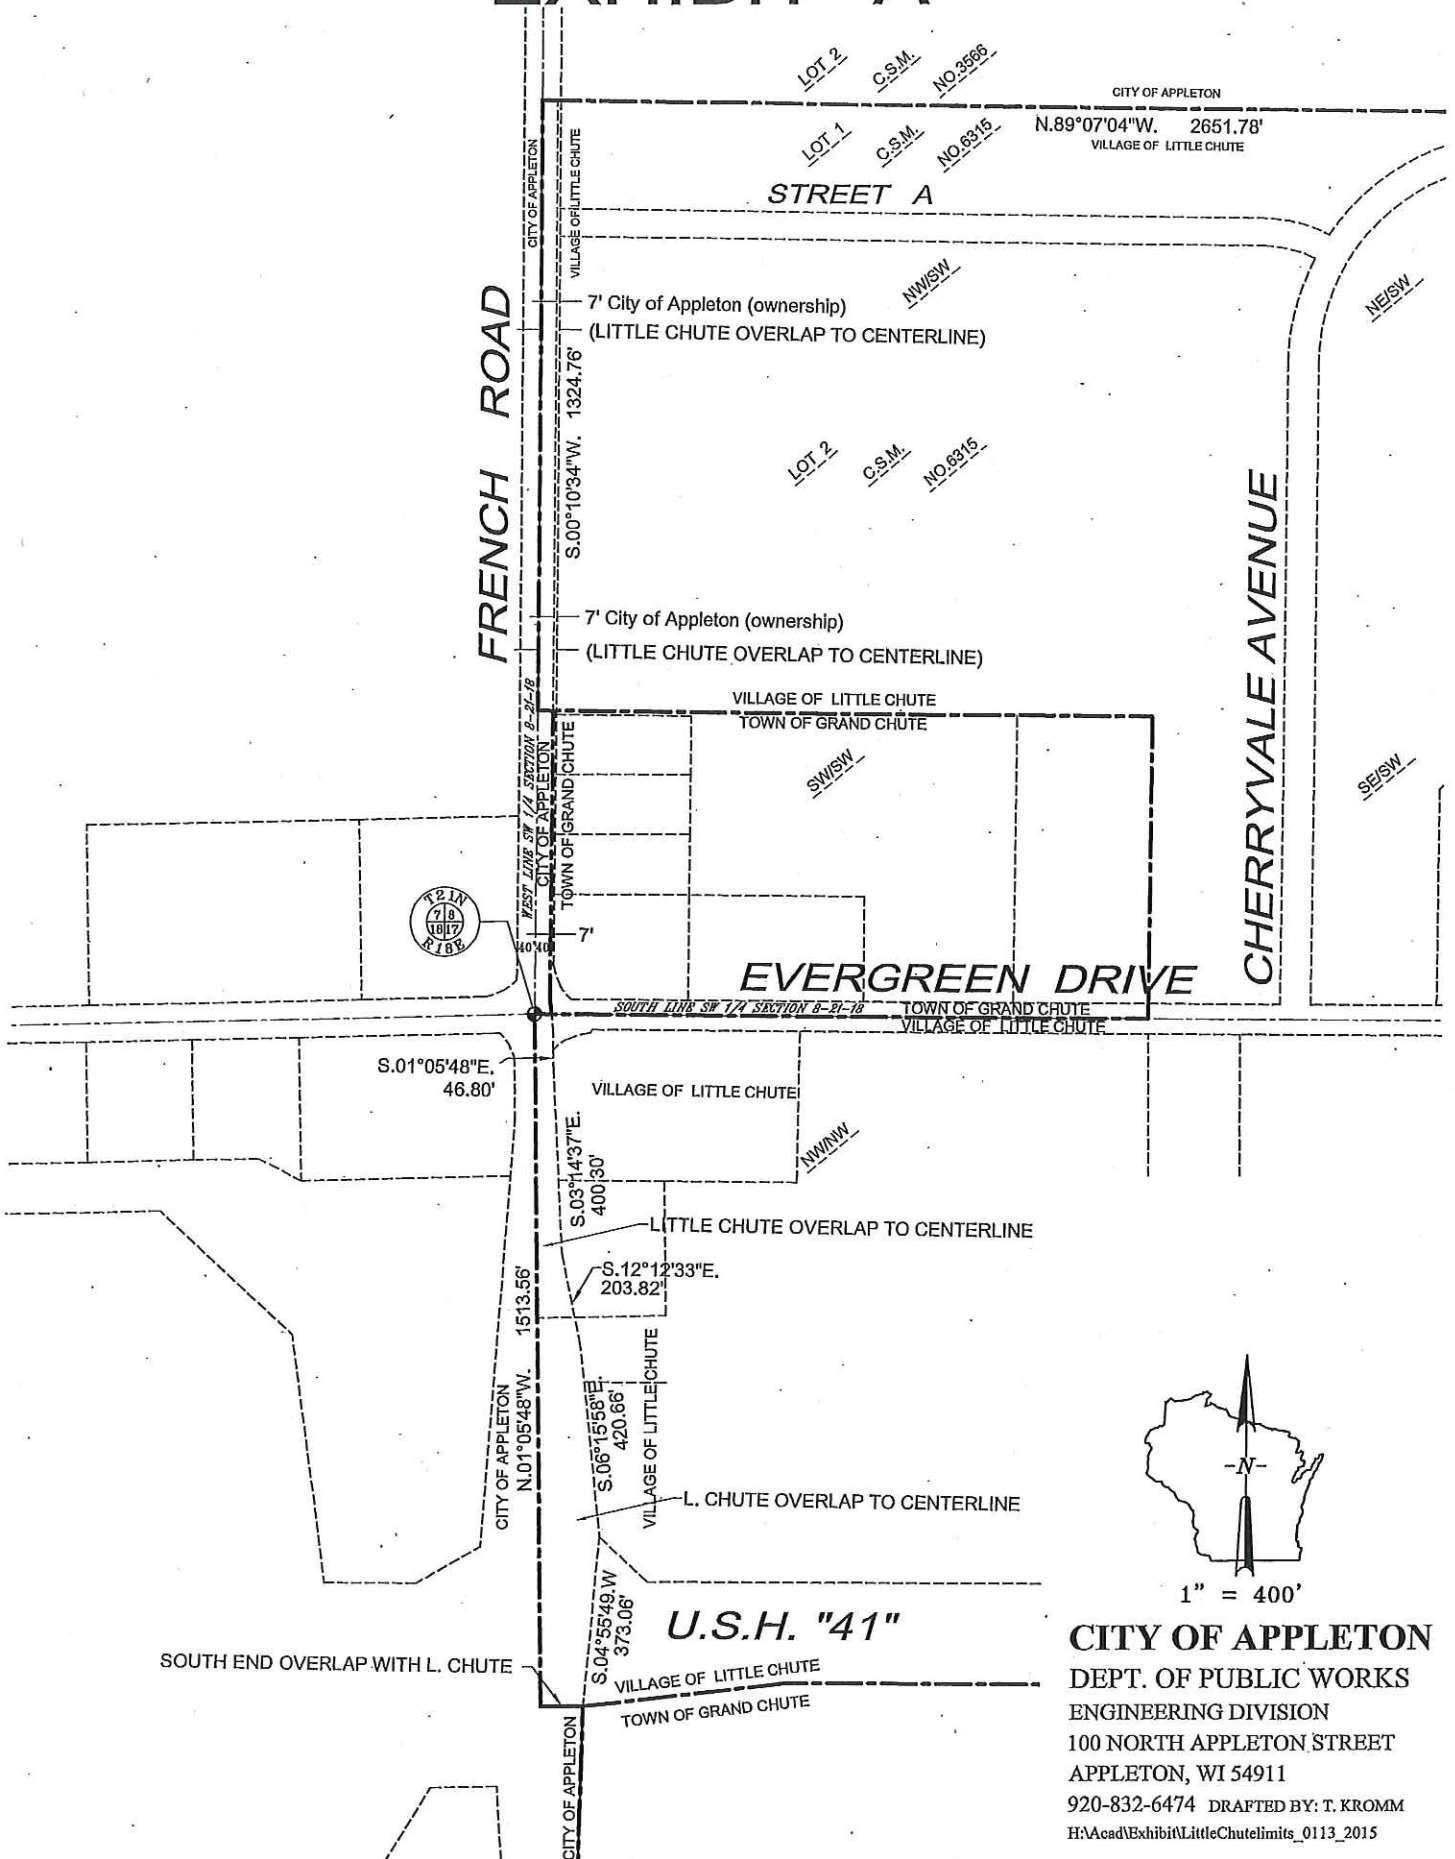 EXHIBIT "A"
LOT 2 C.S.M. NO.3566
CITY OF APPLETON
N.89°07'04"W. 2651.78'
VILLAGE OF LITTLE CHUTE
LOT 1 C.S.M. NO.6315
STREET A
CITY OF APPLETON
VILLAGE OF LITTLE CHUTE
NW/SW
NE/SW
7' City of Appleton (ownership)
(LITTLE CHUTE OVERLAP TO CENTERLINE)
FRENCH ROAD
S.00°10'34"W. 1324.76'
LOT 2 C.S.M. NO.6315
CHERRYVALE AVENUE
7' City of Appleton (ownership)
(LITTLE CHUTE OVERLAP TO CENTERLINE)
VILLAGE OF LITTLE CHUTE
TOWN OF GRAND CHUTE
WEST LINE SW 1/4 SECTION 8-21-18
CITY OF APPLETON
TOWN OF GRAND CHUTE
SW/SW
SE/SW
T21N
7 8
18 17
R18E
7'
40' 40'
EVERGREEN DRIVE
SOUTH LINE SW 1/4 SECTION 8-21-18
TOWN OF GRAND CHUTE
VILLAGE OF LITTLE CHUTE
S.01°05'48"E.
46.80'
VILLAGE OF LITTLE CHUTE
NW/NW
S.03°14'37"E.
400.30'
LITTLE CHUTE OVERLAP TO CENTERLINE
S.12°12'33"E.
203.82'
CITY OF APPLETON
N.01°05'48"W. 1513.56'
S.06°15'58"E.
420.66'
VILLAGE OF LITTLE CHUTE
L. CHUTE OVERLAP TO CENTERLINE
-N-
1" = 400'
S.04°55'49.W
373.06'
U.S.H. "41"
SOUTH END OVERLAP WITH L. CHUTE
VILLAGE OF LITTLE CHUTE
TOWN OF GRAND CHUTE
CITY OF APPLETON
CITY OF APPLETON
DEPT. OF PUBLIC WORKS
ENGINEERING DIVISION
100 NORTH APPLETON STREET
APPLETON, WI 54911
920-832-6474 DRAFTED BY: T. KROMM
H:\Acad\Exhibit\LittleChutelimits_0113_2015